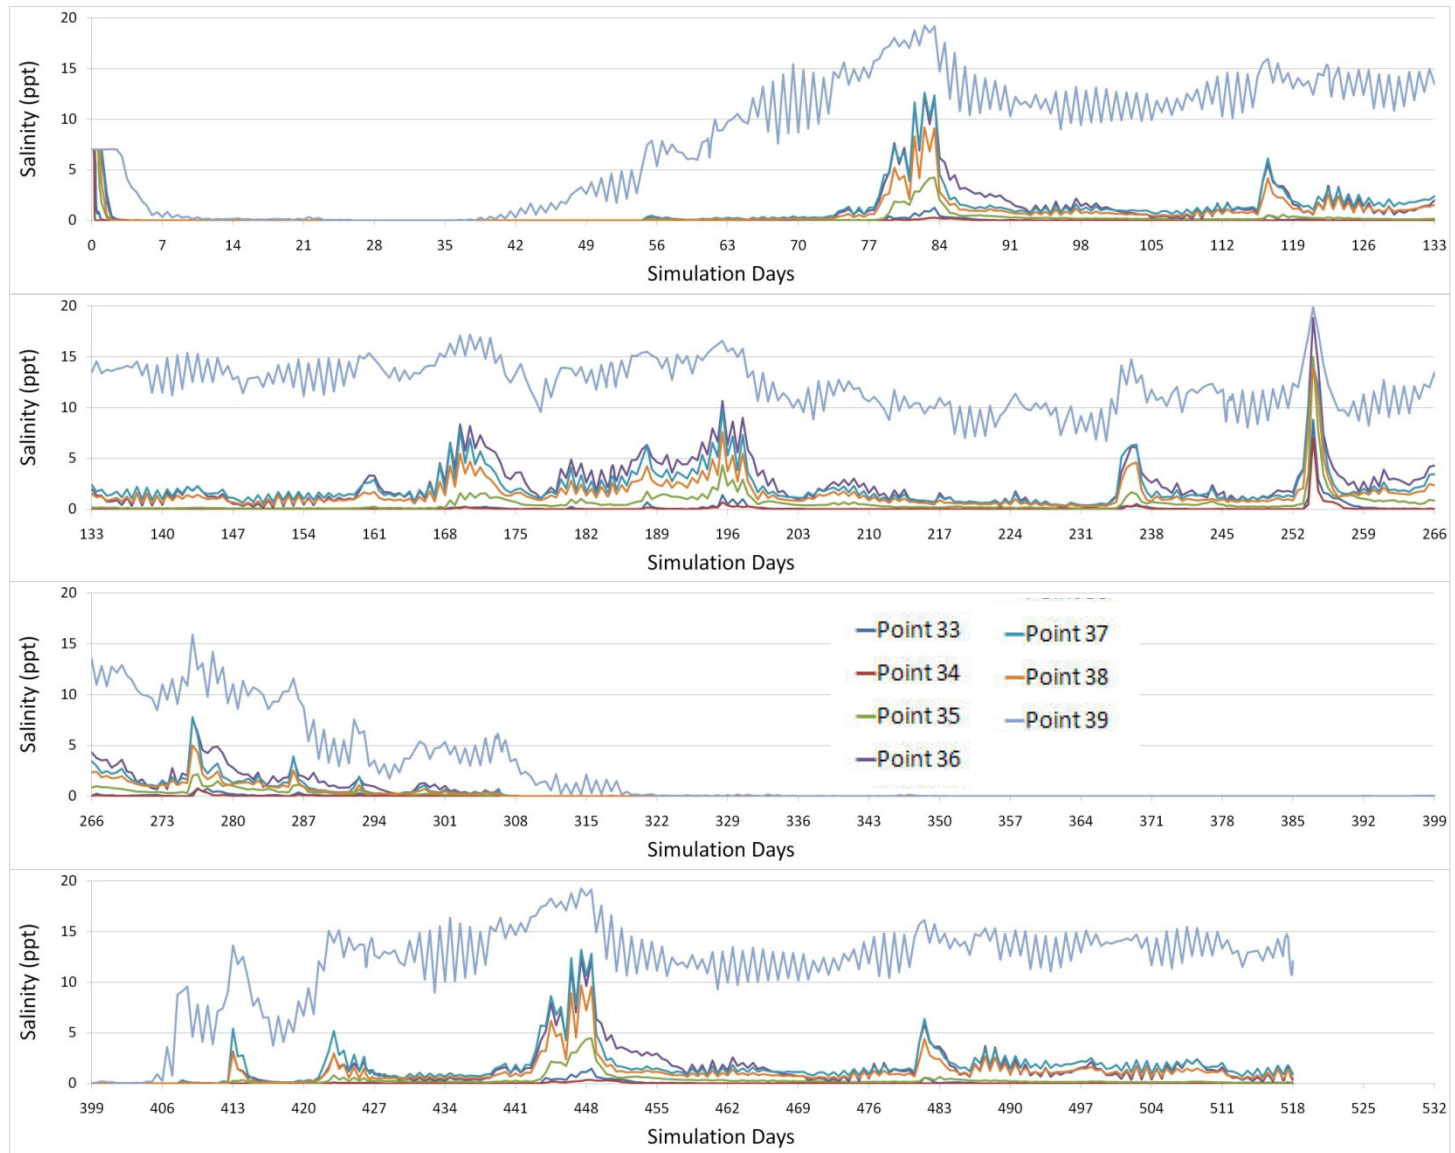 20
15
10
5
0
Salinity (ppt)
0 7 14 21 28 35 42 49 56 63 70 77 84 91 98 105 112 119 126 133
Simulation Days
20
15
10
5
0
Salinity (ppt)
133 140 147 154 161 168 175 182 189 196 203 210 217 224 231 238 245 252 259 266
Simulation Days
20
15
10
5
0
Salinity (ppt)
Point 33 Point 37
Point 34 Point 38
Point 35 Point 39
Point 36
266 273 280 287 294 301 308 315 322 329 336 343 350 357 364 371 378 385 392 399
Simulation Days
20
15
10
5
0
Salinity (ppt)
399 406 413 420 427 434 441 448 455 462 469 476 483 490 497 504 511 518 525 532
Simulation Days